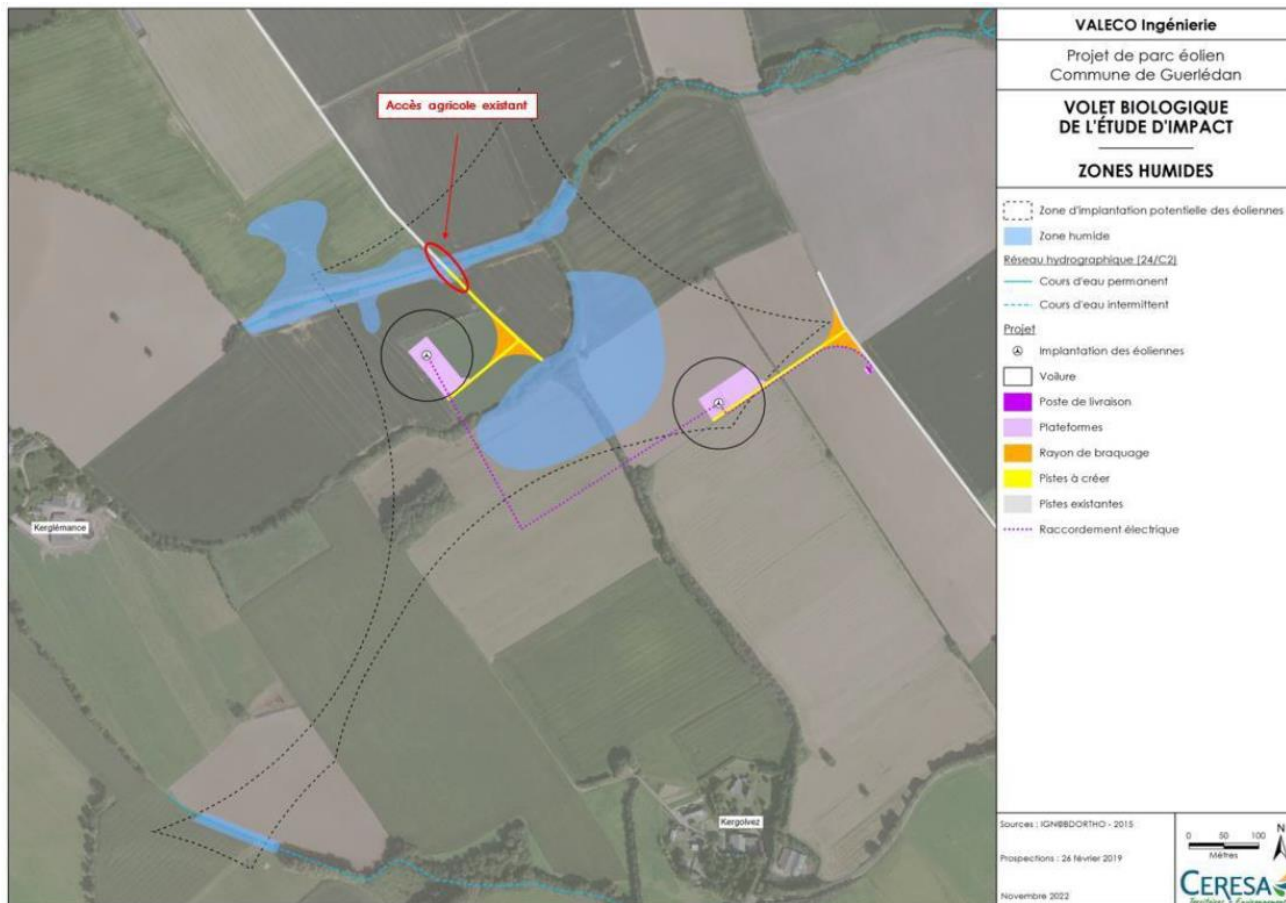 Accès agricole existant
Kerglémance
Kergolvez
VALECO Ingénierie
Projet de parc éolien
Commune de Guerlédan
VOLET BIOLOGIQUE
DE L'ÉTUDE D'IMPACT
ZONES HUMIDES
Zone d'implantation potentielle des éoliennes
Zone humide
Réseau hydrographique (24/C2)
Cours d'eau permanent
Cours d'eau intermittent
Projet
Implantation des éoliennes
Voilure
Poste de livraison
Plateformes
Rayon de braquage
Pistes à créer
Pistes existantes
Raccordement électrique
Sources : IGN®BDORTHO - 2015
Prospections : 26 février 2019
Novembre 2022
0 50 100
Mètres
N
CERESA
Territoires & Environnement